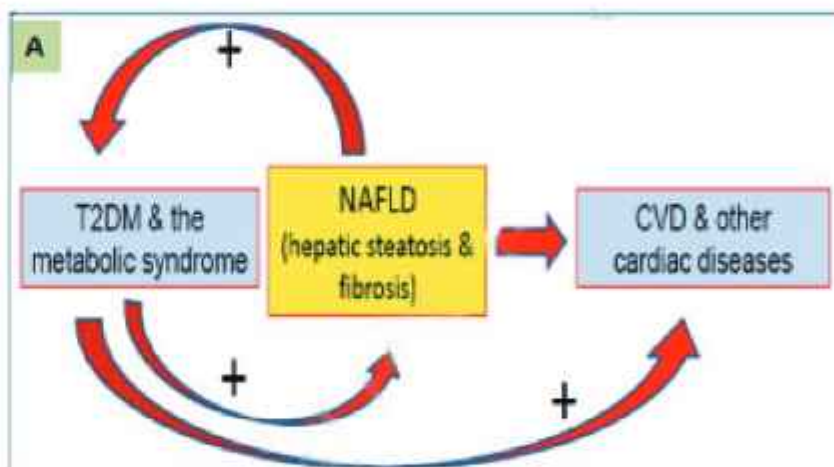 A
+
T2DM & the
metabolic syndrome
NAFLD
(hepatic steatosis &
fibrosis)
CVD & other
cardiac diseases
+
+